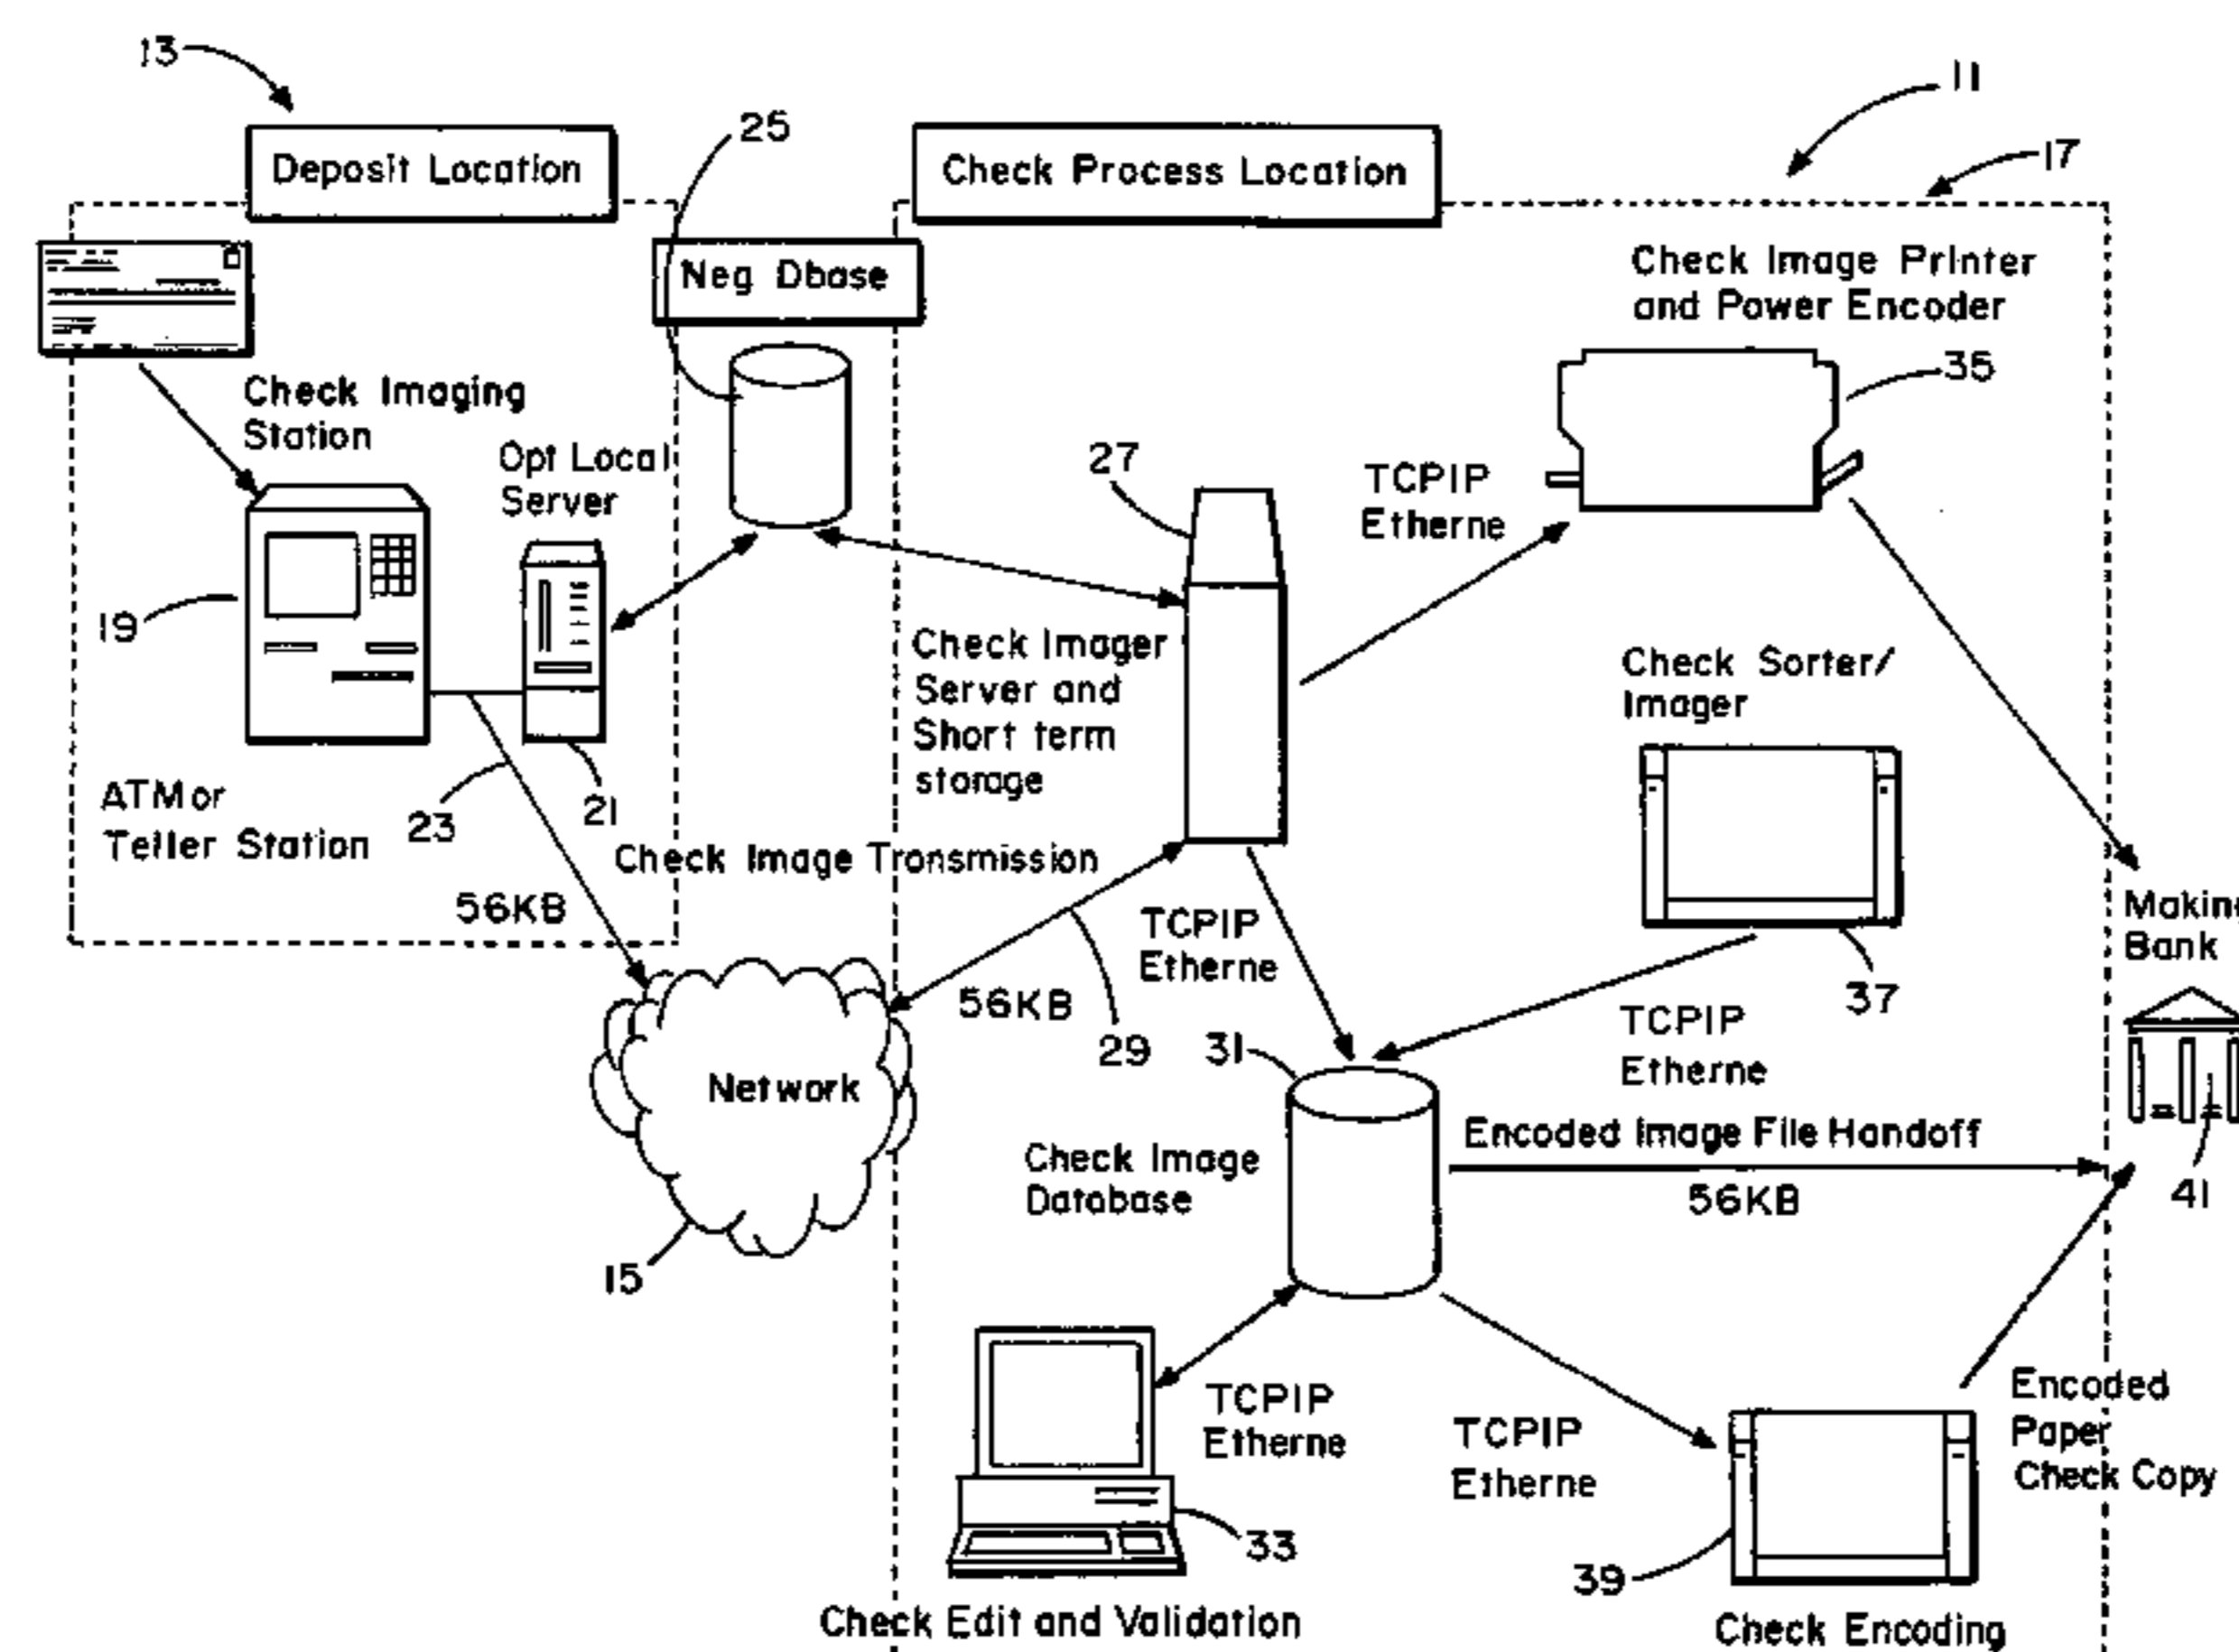 13
11
25
17
Deposit Location
Check Process Location
Neg Dbase
Check Image Printer
and Power Encoder
35
Check Imaging
Station
Opt Local
Server
27
TCPIP
Etherne
19
Check Imager
Server and
Short term
storage
Check Sorter/
Imager
ATM or
Teller Station
23
21
Check Image Transmission
56KB
TCPIP
Etherne
Making
Bank
56KB
29
31
37
TCPIP
Etherne
Network
Encoded Image File Handoff
Check Image
Database
56KB
41
15
TCPIP
Etherne
TCPIP
Etherne
Encoded
Paper
Check Copy
33
39
Check Edit and Validation
Check Encoding